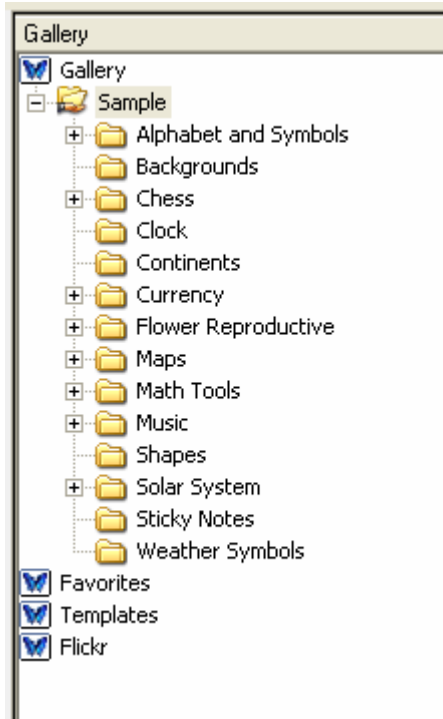 Gallery
Gallery
Sample
Alphabet and Symbols
Backgrounds
Chess
Clock
Continents
Currency
Flower Reproductive
Maps
Math Tools
Music
Shapes
Solar System
Sticky Notes
Weather Symbols
Favorites
Templates
Flickr